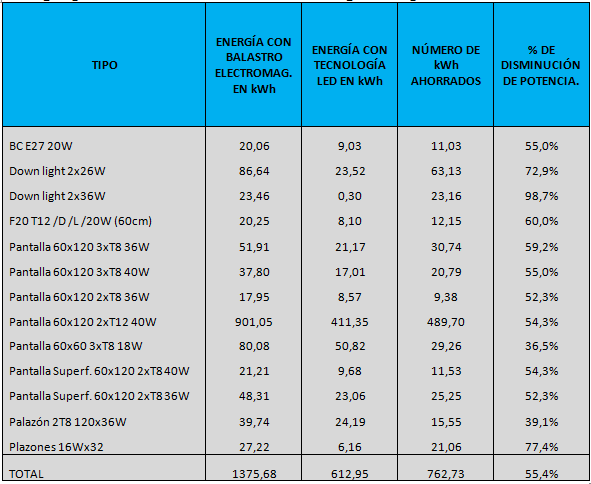 TIPO ENERGÍA CON BALASTRO ELECTROMAG. EN kWh ENERGÍA CON TECNOLOGÍA LED EN kWh NÚMERO DE kWh AHORRADOS % DE DISMINUCIÓN DE POTENCIA.
BC E27 20W 20,06 9,03 11,03 55,0%
Down light 2x26W 86,64 23,52 63,13 72,9%
Down light 2x36W 23,46 0,30 23,16 98,7%
F20 T12 /D /L /20W (60cm) 20,25 8,10 12,15 60,0%
Pantalla 60x120 3xT8 36W 51,91 21,17 30,74 59,2%
Pantalla 60x120 3xT8 40W 37,80 17,01 20,79 55,0%
Pantalla 60x120 2xT8 36W 17,95 8,57 9,38 52,3%
Pantalla 60x120 2xT12 40W 901,05 411,35 489,70 54,3%
Pantalla 60x60 3xT8 18W 80,08 50,82 29,26 36,5%
Pantalla Superf. 60x120 2xT840W 21,21 9,68 11,53 54,3%
Pantalla Superf. 60x120 2xT836W 48,31 23,06 25,25 52,3%
Palazón 2T8 120x36W 39,74 24,19 15,55 39,1%
Plazones 16Wx32 27,22 6,16 21,06 77,4%
TOTAL 1375,68 612,95 762,73 55,4%